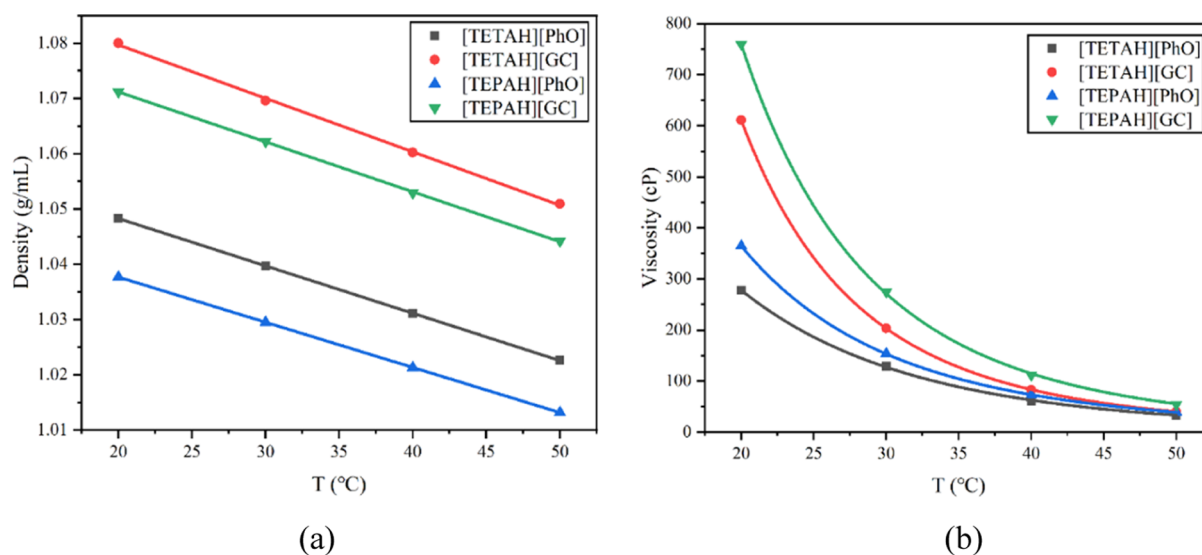 1.08
1.07
1.06
1.05
1.04
1.03
1.02
1.01
Density (g/mL)
[TETAH][PhO]
[TETAH][GC]
[TEPAH][PhO]
[TEPAH][GC]
20 25 30 35 40 45 50
T (°C)
(a)
800
700
600
500
400
300
200
100
0
Viscosity (cP)
[TETAH][PhO]
[TETAH][GC]
[TEPAH][PhO]
[TEPAH][GC]
20 25 30 35 40 45 50
T (°C)
(b)